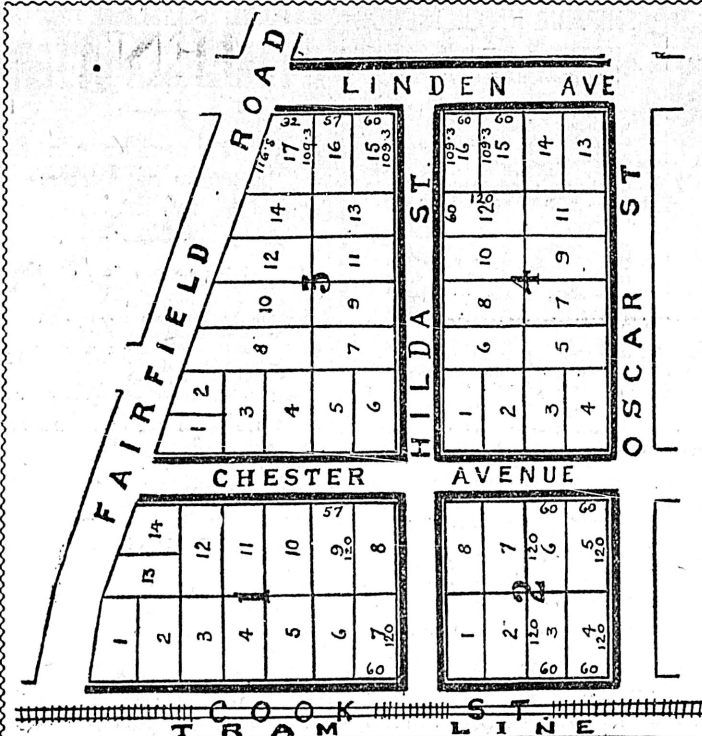 LINDEN AVE
FAIRFIELD ROAD
HILDA ST.
OSCAR ST
32 57 60
116.5 17 109.3 16 15 109.3
14 13
12 11
3
10 9
8 7
2
1 3 4 5 6
60 60
109.3 16 109.3 15 14 13
60 120 12 11
10 9
4
8 7
6 5
1 2 3 4
CHESTER AVENUE
57
14 12 11 10 9 120 8
13
1
1 2 3 4 5 6 7 120
60
60 60
8 7 120 6 5 120
2
1 2 120 3 4 120
60 60
COOK ST
TRAM LINE